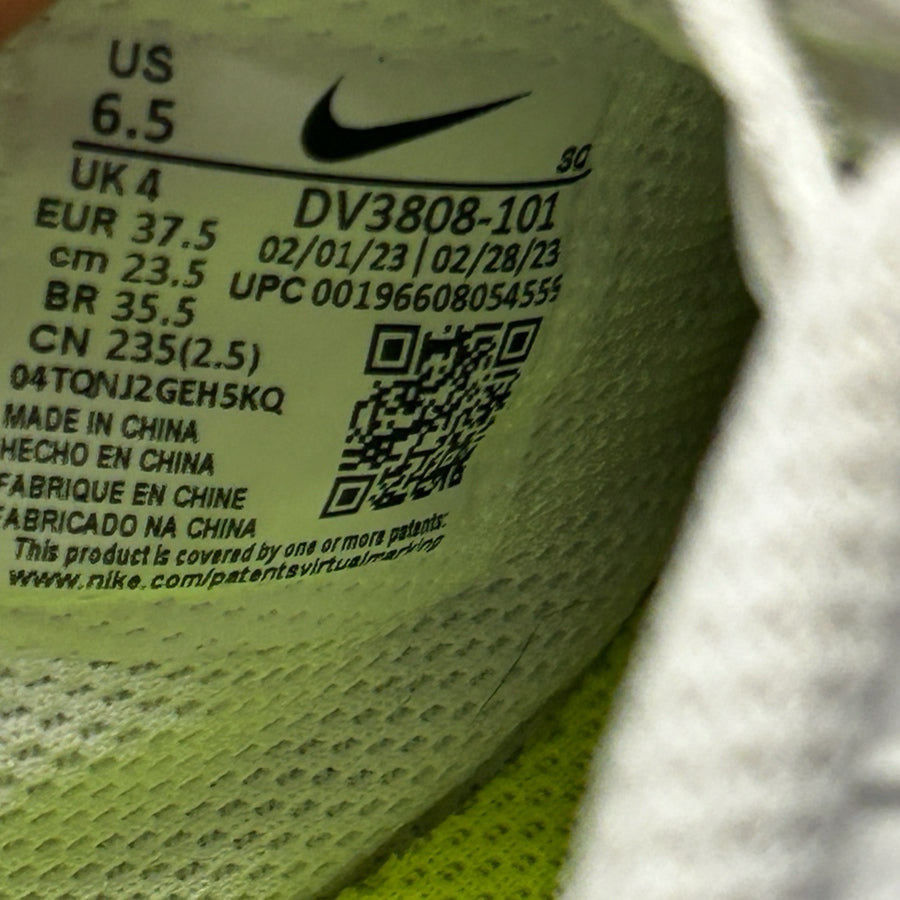 US
6.5
SQ
UK 4
EUR 37.5
cm 23.5
BR 35.5
CN 235(2.5)
04TQNJ2GEH5KQ
DV3808-101
02/01/23 | 02/28/23
UPC 00196608054555
MADE IN CHINA
HECHO EN CHINA
FABRIQUE EN CHINE
FABRICADO NA CHINA
This product is covered by one or more patents:
www.nike.com/patentsvirtualmarking